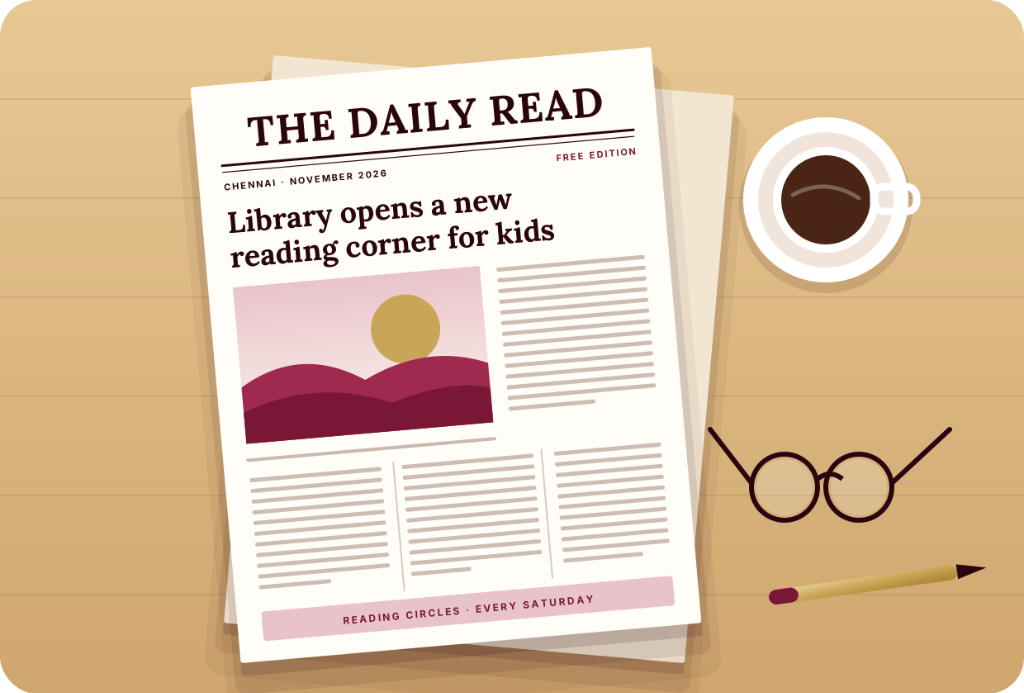 THE DAILY READ
CHENNAI · NOVEMBER 2026
FREE EDITION
Library opens a new
reading corner for kids
READING CIRCLES · EVERY SATURDAY